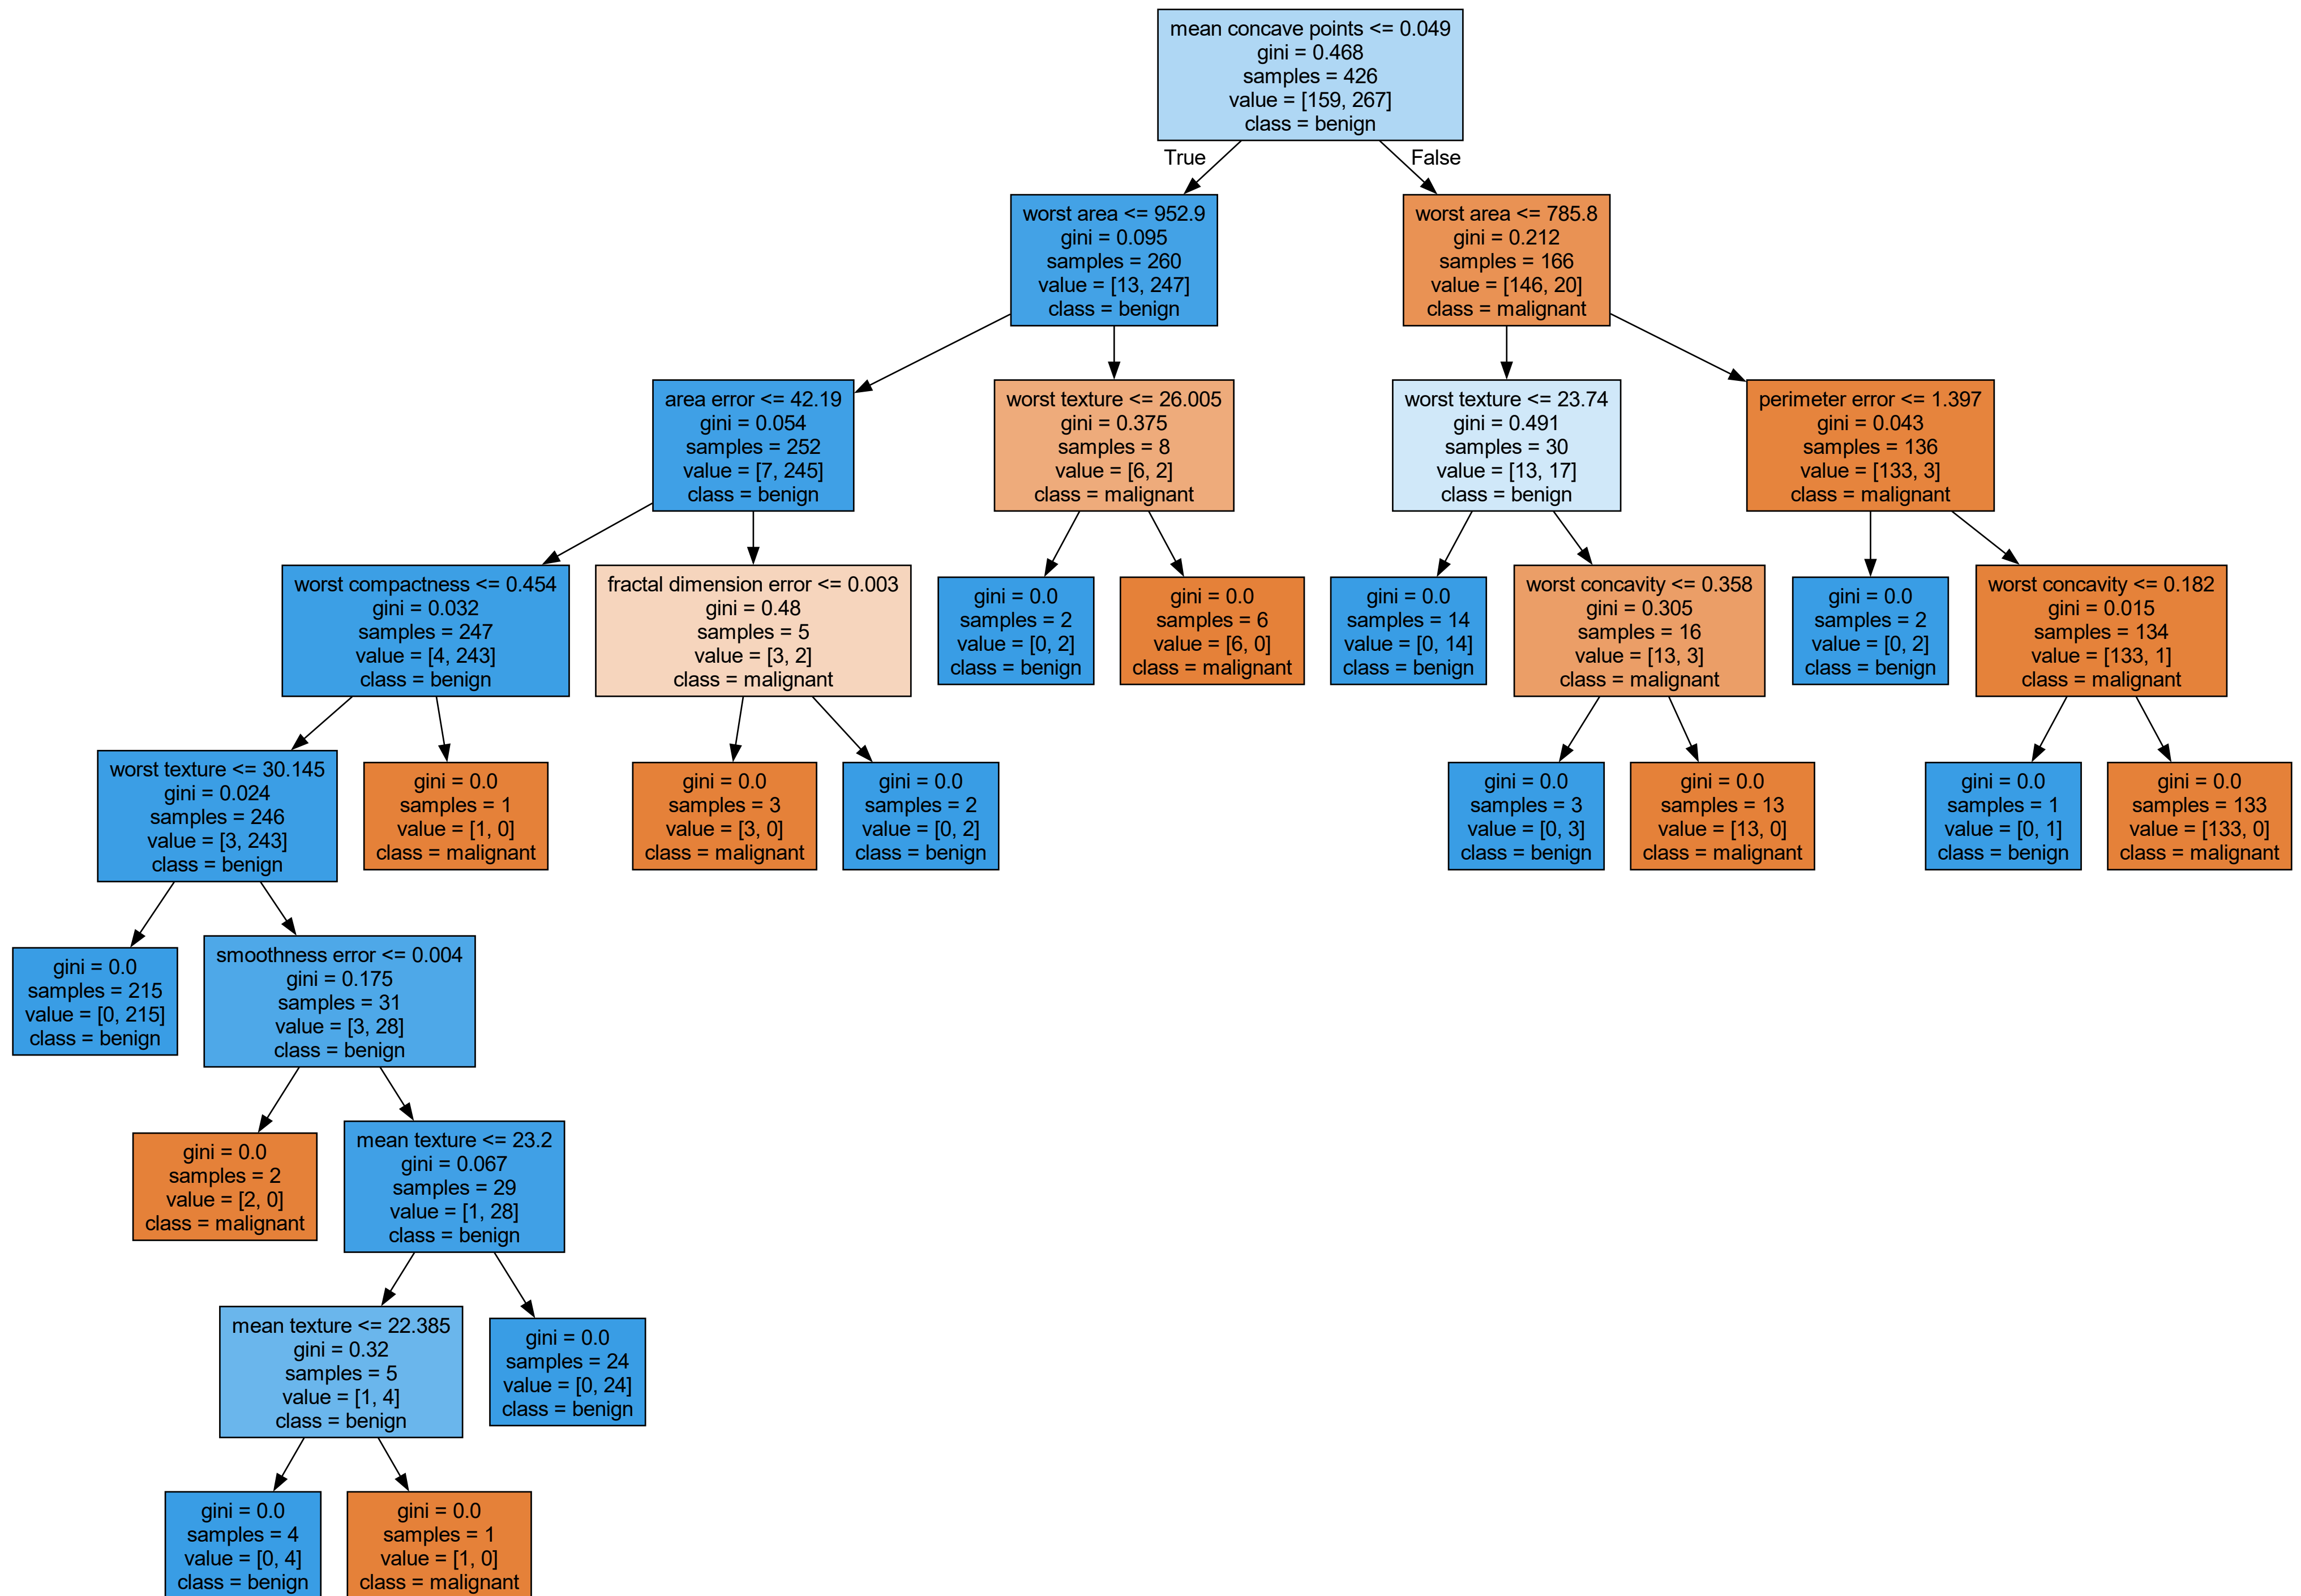 mean concave points <= 0.049
gini = 0.468
samples = 426
value = [159, 267]
class = benign
True
False
worst area <= 952.9
gini = 0.095
samples = 260
value = [13, 247]
class = benign
worst area <= 785.8
gini = 0.212
samples = 166
value = [146, 20]
class = malignant
area error <= 42.19
gini = 0.054
samples = 252
value = [7, 245]
class = benign
worst texture <= 26.005
gini = 0.375
samples = 8
value = [6, 2]
class = malignant
worst texture <= 23.74
gini = 0.491
samples = 30
value = [13, 17]
class = benign
perimeter error <= 1.397
gini = 0.043
samples = 136
value = [133, 3]
class = malignant
worst compactness <= 0.454
gini = 0.032
samples = 247
value = [4, 243]
class = benign
fractal dimension error <= 0.003
gini = 0.48
samples = 5
value = [3, 2]
class = malignant
gini = 0.0
samples = 2
value = [0, 2]
class = benign
gini = 0.0
samples = 6
value = [6, 0]
class = malignant
gini = 0.0
samples = 14
value = [0, 14]
class = benign
worst concavity <= 0.358
gini = 0.305
samples = 16
value = [13, 3]
class = malignant
gini = 0.0
samples = 2
value = [0, 2]
class = benign
worst concavity <= 0.182
gini = 0.015
samples = 134
value = [133, 1]
class = malignant
worst texture <= 30.145
gini = 0.024
samples = 246
value = [3, 243]
class = benign
gini = 0.0
samples = 1
value = [1, 0]
class = malignant
gini = 0.0
samples = 3
value = [3, 0]
class = malignant
gini = 0.0
samples = 2
value = [0, 2]
class = benign
gini = 0.0
samples = 3
value = [0, 3]
class = benign
gini = 0.0
samples = 13
value = [13, 0]
class = malignant
gini = 0.0
samples = 1
value = [0, 1]
class = benign
gini = 0.0
samples = 133
value = [133, 0]
class = malignant
gini = 0.0
samples = 215
value = [0, 215]
class = benign
smoothness error <= 0.004
gini = 0.175
samples = 31
value = [3, 28]
class = benign
gini = 0.0
samples = 2
value = [2, 0]
class = malignant
mean texture <= 23.2
gini = 0.067
samples = 29
value = [1, 28]
class = benign
mean texture <= 22.385
gini = 0.32
samples = 5
value = [1, 4]
class = benign
gini = 0.0
samples = 24
value = [0, 24]
class = benign
gini = 0.0
samples = 4
value = [0, 4]
class = benign
gini = 0.0
samples = 1
value = [1, 0]
class = malignant